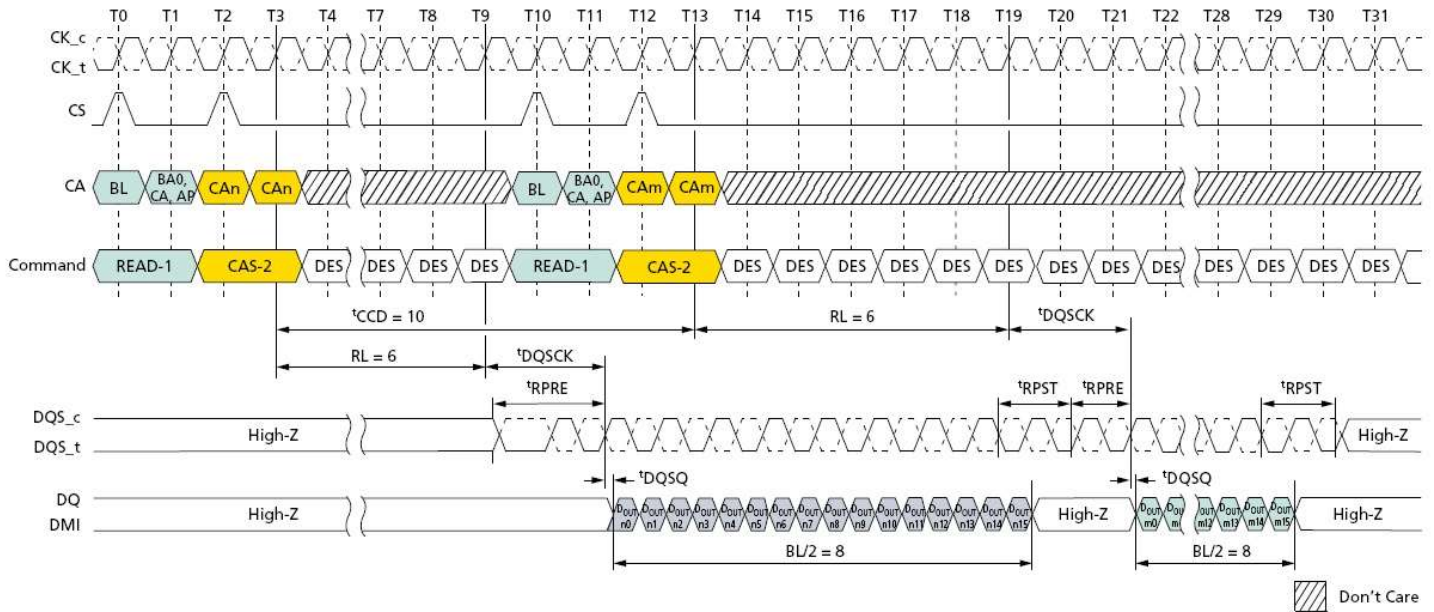 T0 T1 T2 T3 T4 T7 T8 T9 T10 T11 T12 T13 T14 T15 T16 T17 T18 T19 T20 T21 T22 T28 T29 T30 T31
CK_c
CK_t
CS
CA BL BA0, CA, AP CAn CAn BL BA0, CA, AP CAm CAm
Command READ-1 CAS-2 DES DES DES DES READ-1 CAS-2 DES DES DES DES DES DES DES DES DES DES DES DES DES
tCCD = 10 RL = 6 tDQSCK
RL = 6 tDQSCK
tRPRE tRPST tRPRE tRPST
DQS_c
High-Z High-Z
DQS_t
tDQSQ tDQSQ
DQ
High-Z DOUT n0 DOUT n1 DOUT n2 DOUT n3 DOUT n4 DOUT n5 DOUT n6 DOUT n7 DOUT n8 DOUT n9 DOUT n10 DOUT n11 DOUT n12 DOUT n13 DOUT n14 DOUT n15 High-Z DOUT m0 DOUT m12 DOUT m13 DOUT m14 DOUT m15 High-Z
DMI
BL/2 = 8 BL/2 = 8
Don't Care